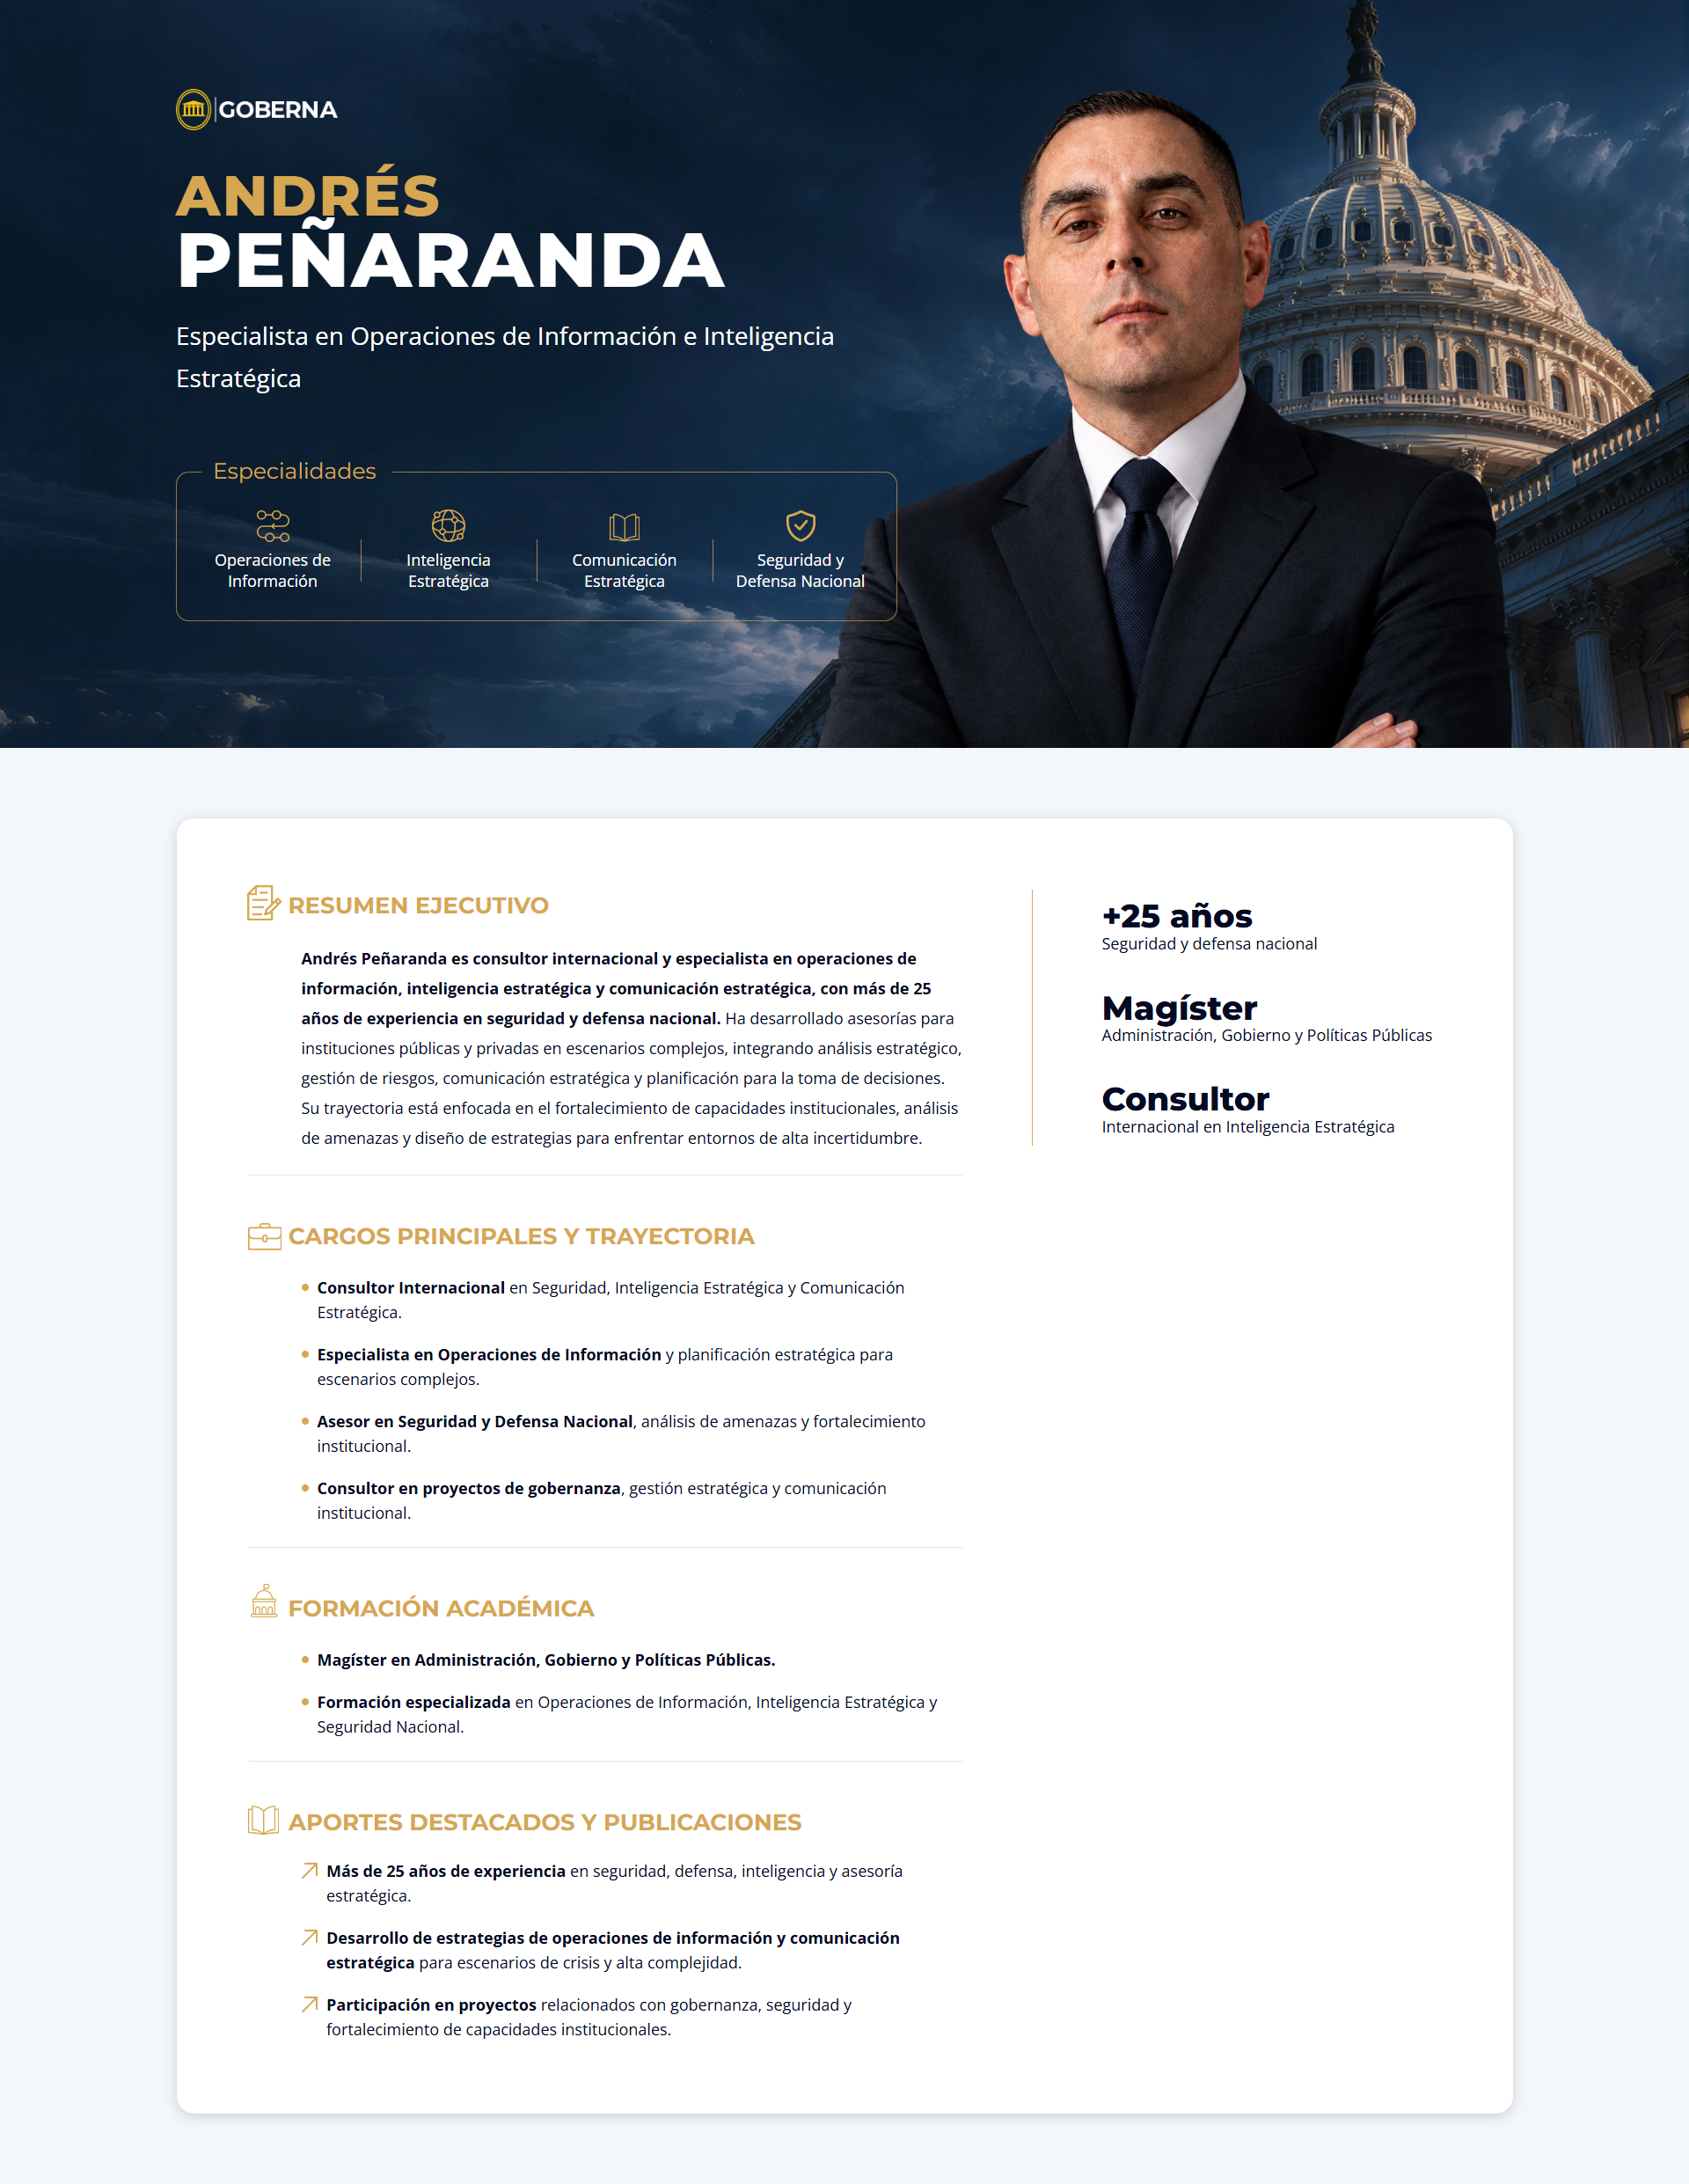 GOBERNA
ANDRÉS
PEÑARANDA
Especialista en Operaciones de Información e Inteligencia
Estratégica
Especialidades
Operaciones de
Información
Inteligencia
Estratégica
Comunicación
Estratégica
Seguridad y
Defensa Nacional
RESUMEN EJECUTIVO
Andrés Peñaranda es consultor internacional y especialista en operaciones de
información, inteligencia estratégica y comunicación estratégica, con más de 25
años de experiencia en seguridad y defensa nacional. Ha desarrollado asesorías para
instituciones públicas y privadas en escenarios complejos, integrando análisis estratégico,
gestión de riesgos, comunicación estratégica y planificación para la toma de decisiones.
Su trayectoria está enfocada en el fortalecimiento de capacidades institucionales, análisis
de amenazas y diseño de estrategias para enfrentar entornos de alta incertidumbre.
+25 años
Seguridad y defensa nacional
Magíster
Administración, Gobierno y Políticas Públicas
Consultor
Internacional en Inteligencia Estratégica
CARGOS PRINCIPALES Y TRAYECTORIA
Consultor Internacional en Seguridad, Inteligencia Estratégica y Comunicación
Estratégica.
Especialista en Operaciones de Información y planificación estratégica para
escenarios complejos.
Asesor en Seguridad y Defensa Nacional, análisis de amenazas y fortalecimiento
institucional.
Consultor en proyectos de gobernanza, gestión estratégica y comunicación
institucional.
FORMACIÓN ACADÉMICA
Magíster en Administración, Gobierno y Políticas Públicas.
Formación especializada en Operaciones de Información, Inteligencia Estratégica y
Seguridad Nacional.
APORTES DESTACADOS Y PUBLICACIONES
Más de 25 años de experiencia en seguridad, defensa, inteligencia y asesoría
estratégica.
Desarrollo de estrategias de operaciones de información y comunicación
estratégica para escenarios de crisis y alta complejidad.
Participación en proyectos relacionados con gobernanza, seguridad y
fortalecimiento de capacidades institucionales.